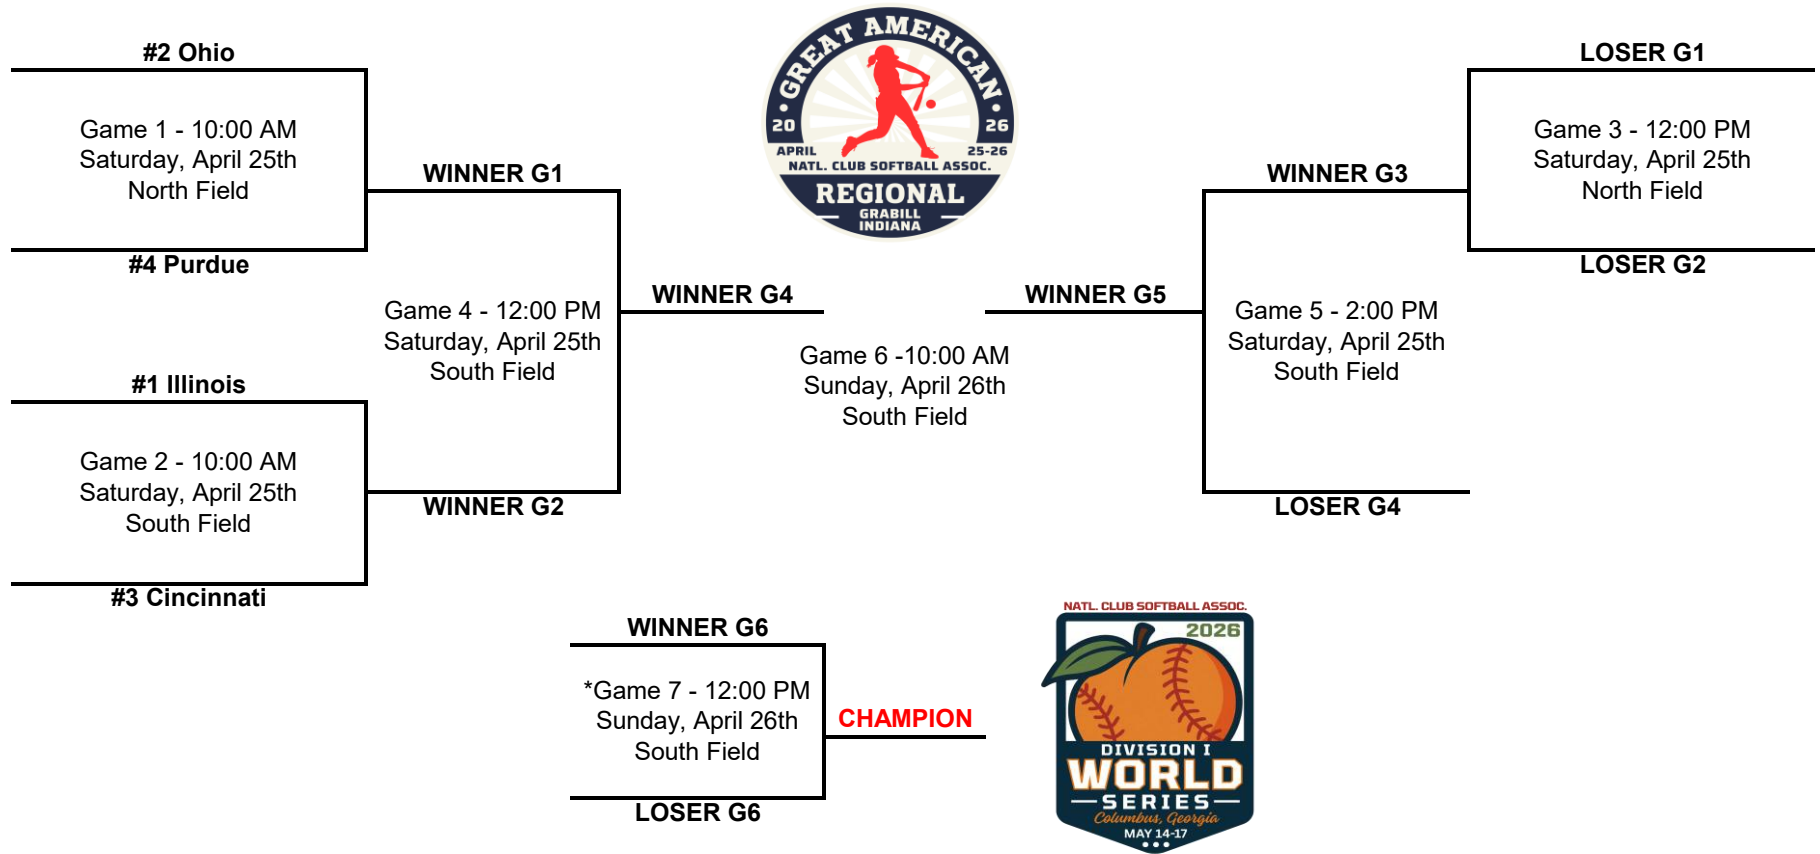 #2 Ohio
Game 1 - 10:00 AM
Saturday, April 25th
North Field
#4 Purdue
WINNER G1
#1 Illinois
Game 2 - 10:00 AM
Saturday, April 25th
South Field
#3 Cincinnati
WINNER G2
Game 4 - 12:00 PM
Saturday, April 25th
South Field
WINNER G4
GREAT AMERICAN
20 26
APRIL 25-26
NATL. CLUB SOFTBALL ASSOC.
REGIONAL
GRABILL
INDIANA
Game 6 -10:00 AM
Sunday, April 26th
South Field
WINNER G5
WINNER G3
Game 5 - 2:00 PM
Saturday, April 25th
South Field
LOSER G4
LOSER G1
Game 3 - 12:00 PM
Saturday, April 25th
North Field
LOSER G2
WINNER G6
*Game 7 - 12:00 PM
Sunday, April 26th
South Field
LOSER G6
CHAMPION
NATL. CLUB SOFTBALL ASSOC.
2026
DIVISION I
WORLD
SERIES
Columbus, Georgia
MAY 14-17